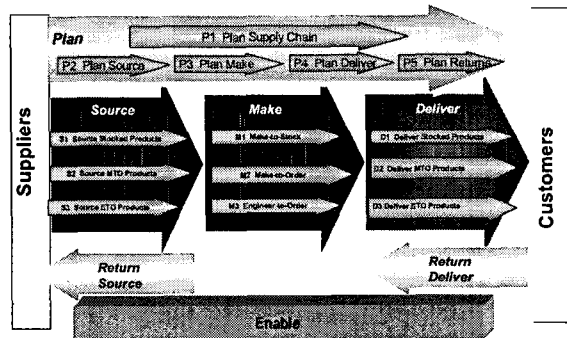 Plan
P1 Plan Supply Chain
P2 Plan Source
P3 Plan Make
P4 Plan Deliver
P5 Plan Returns
Suppliers
Source
S1 Source Stocked Products
S2 Source MTO Products
S3 Source ETO Products
Make
M1 Make-to-Stock
M2 Make-to-Order
M3 Engineer-to-Order
Deliver
D1 Deliver Stocked Products
D2 Deliver MTO Products
D3 Deliver ETO Products
Customers
Return
Source
Return
Deliver
Enable